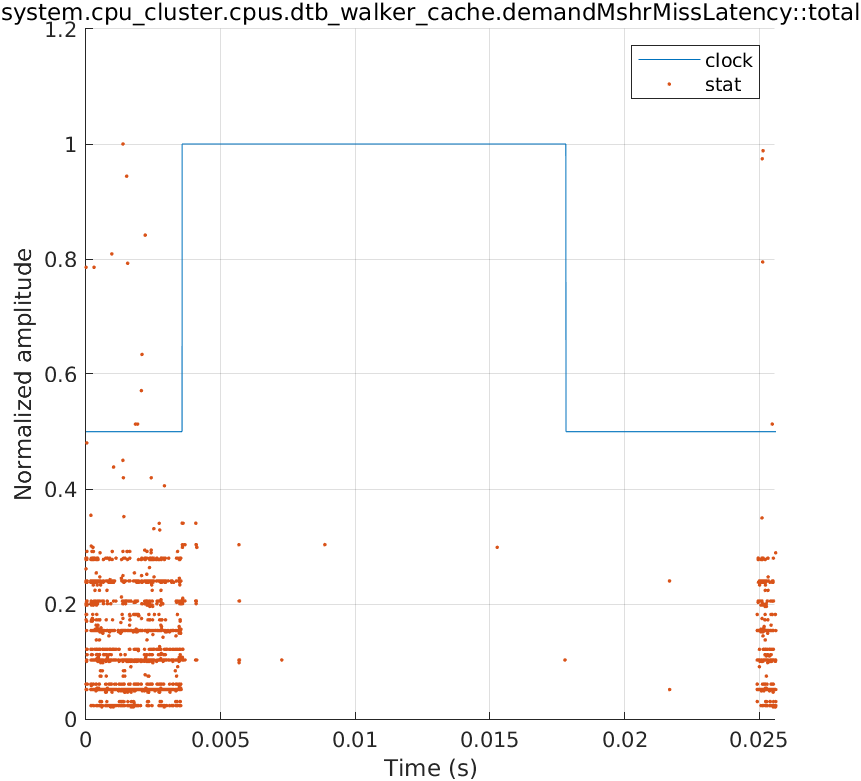 system.cpu_cluster.cpus.dtb_walker_cache.demandMshrMissLatency::total
1.2
1
0.8
0.6
0.4
0.2
0
Normalized amplitude
clock
stat
0
0.005
0.01
0.015
0.02
0.025
Time (s)